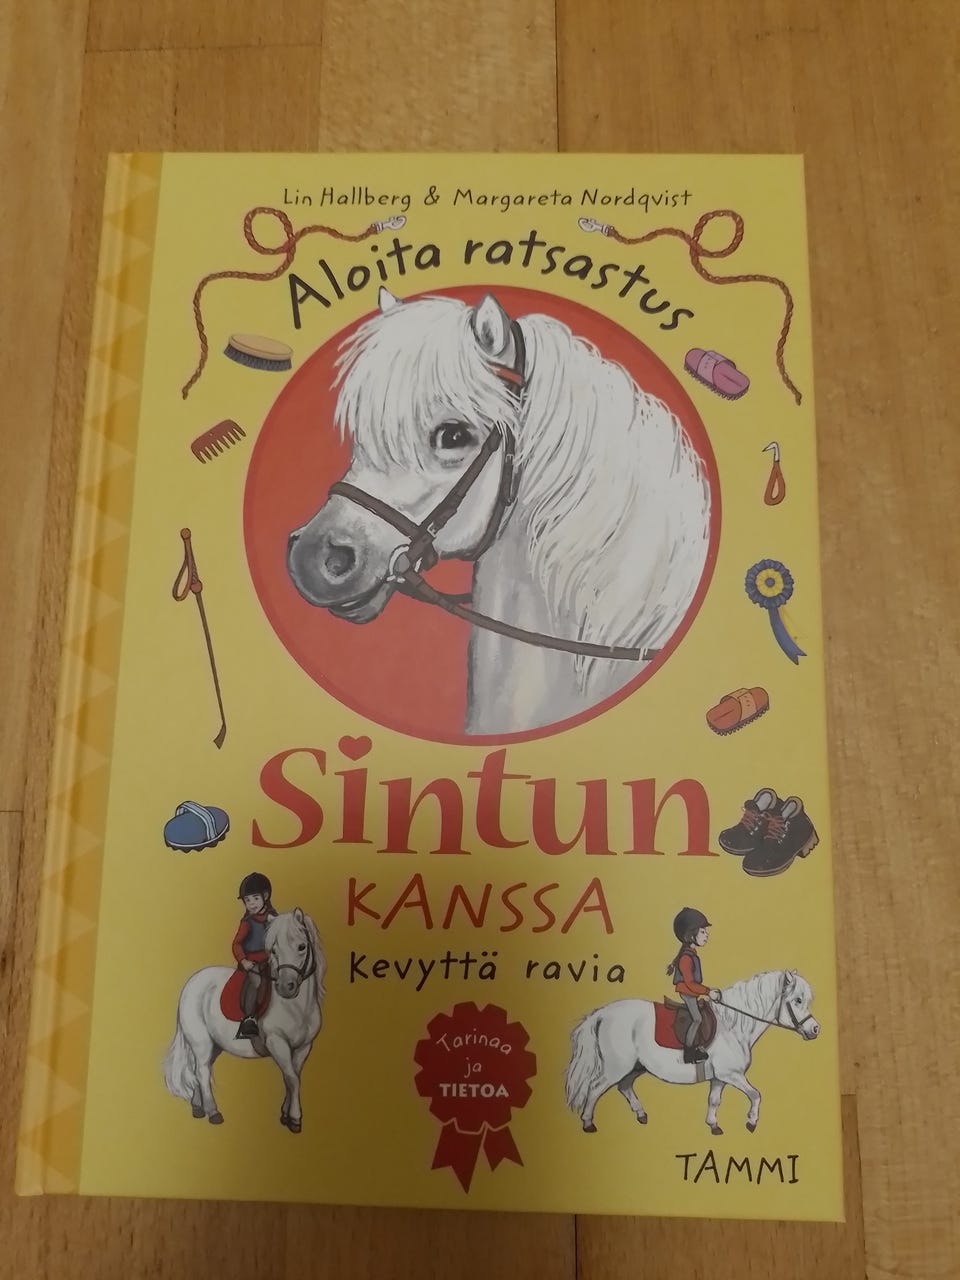 Lin Hallberg & Margareta Nordqvist
Aloita ratsastus
Sintun
KANSSA
kevyttä ravia
Tarinaa
ja
TIETOA
TAMMI